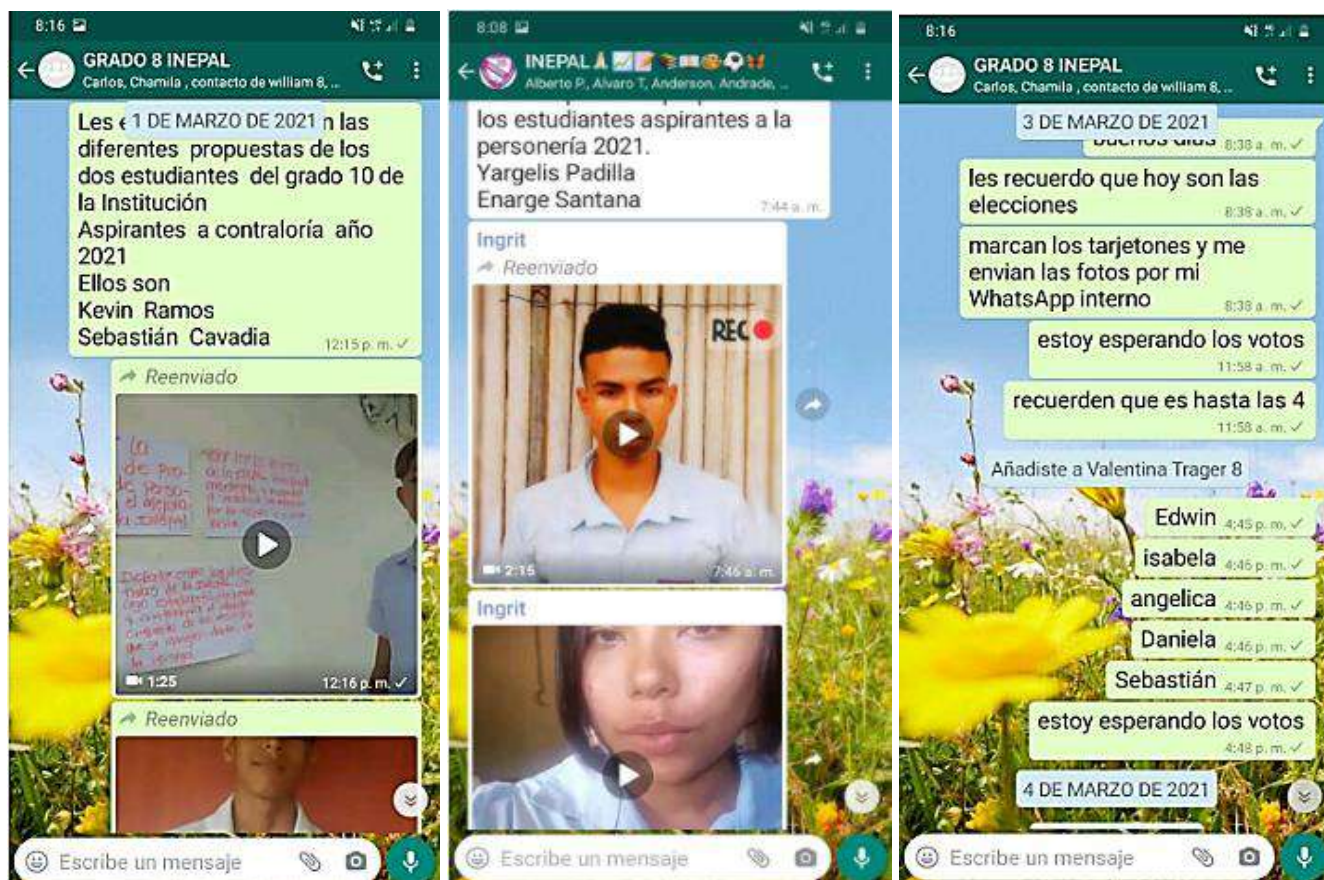 8:16
GRADO 8 INEPAL
Carlos, Chamila , contacto de william 8, ...
1 DE MARZO DE 2021
Les n las
diferentes propuestas de los
dos estudiantes del grado 10 de
la Institución
Aspirantes a contraloría año
2021
Ellos son
Kevin Ramos
Sebastián Cavadia
12:15 p. m.
Reenviado
la
de pro-
de perso-
1:25
12:16 p. m.
Reenviado
Escribe un mensaje
8:08
INEPAL
Alberto P., Alvaro T, Anderson, Andrade, ...
los estudiantes aspirantes a la
personería 2021.
Yargelis Padilla
Enarge Santana
7:44 a. m.
Ingrit
Reenviado
REC
2:15
7:46 a. m.
Ingrit
Escribe un mensaje
8:16
GRADO 8 INEPAL
Carlos, Chamila , contacto de william 8, ...
3 DE MARZO DE 2021
buenos dias 8:38 a. m.
les recuerdo que hoy son las
elecciones
8:38 a. m.
marcan los tarjetones y me
envian las fotos por mi
WhatsApp interno
8:38 a. m.
estoy esperando los votos
11:58 a. m.
recuerden que es hasta las 4
11:58 a. m.
Añadiste a Valentina Trager 8
Edwin 4:45 p. m.
isabela 4:46 p. m.
angelica 4:46 p. m.
Daniela 4:46 p. m.
Sebastián 4:47 p. m.
estoy esperando los votos
4:48 p. m.
4 DE MARZO DE 2021
Escribe un mensaje